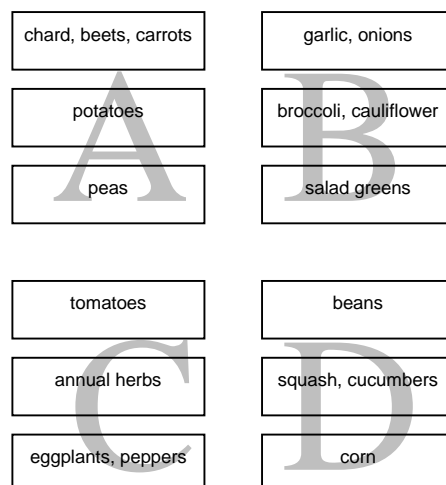 chard, beets, carrots
potatoes
peas
A
garlic, onions
broccoli, cauliflower
salad greens
B
tomatoes
annual herbs
eggplants, peppers
C
beans
squash, cucumbers
corn
D